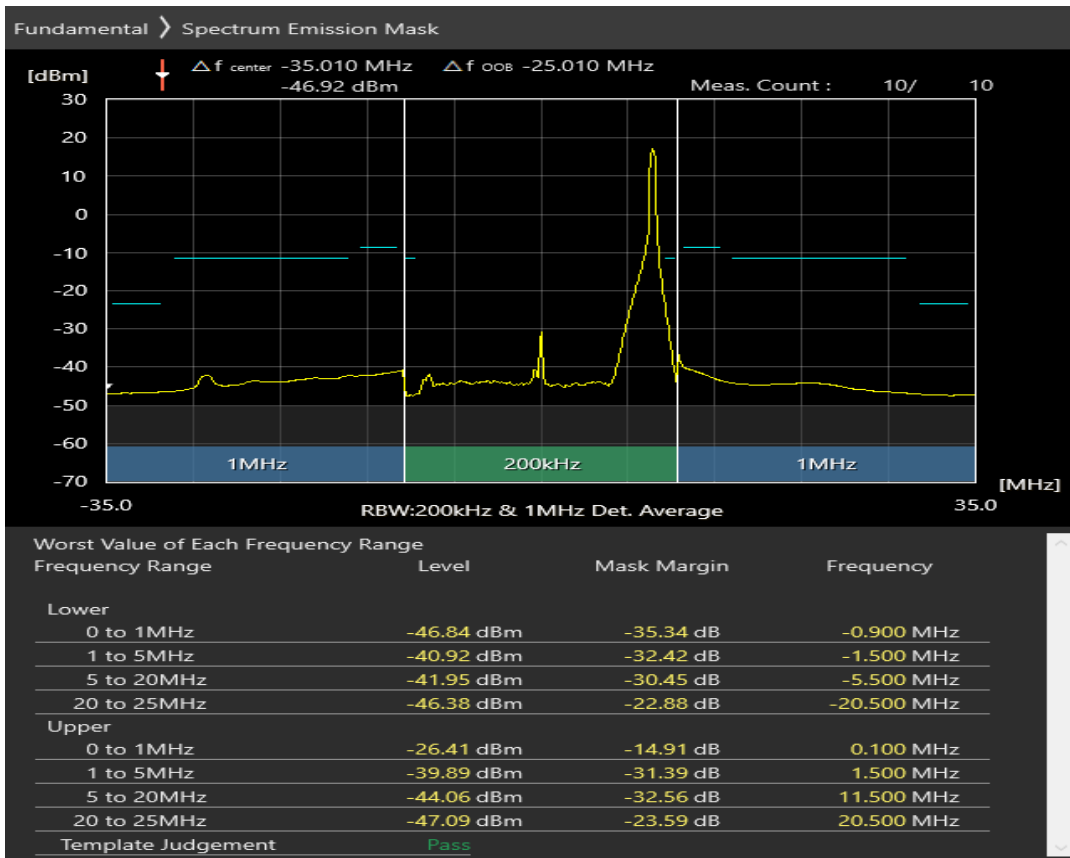 Fundamental ❯ Spectrum Emission Mask
[dBm] △f center -35.010 MHz △f OOB -25.010 MHz
-46.92 dBm Meas. Count : 10/ 10
30
20
10
0
-10
-20
-30
-40
-50
-60
1MHz 200kHz 1MHz
-70 [MHz]
-35.0 RBW:200kHz & 1MHz Det. Average 35.0
Worst Value of Each Frequency Range
Frequency Range Level Mask Margin Frequency
Lower
0 to 1MHz -46.84 dBm -35.34 dB -0.900 MHz
1 to 5MHz -40.92 dBm -32.42 dB -1.500 MHz
5 to 20MHz -41.95 dBm -30.45 dB -5.500 MHz
20 to 25MHz -46.38 dBm -22.88 dB -20.500 MHz
Upper
0 to 1MHz -26.41 dBm -14.91 dB 0.100 MHz
1 to 5MHz -39.89 dBm -31.39 dB 1.500 MHz
5 to 20MHz -44.06 dBm -32.56 dB 11.500 MHz
20 to 25MHz -47.09 dBm -23.59 dB 20.500 MHz
Template Judgement Pass